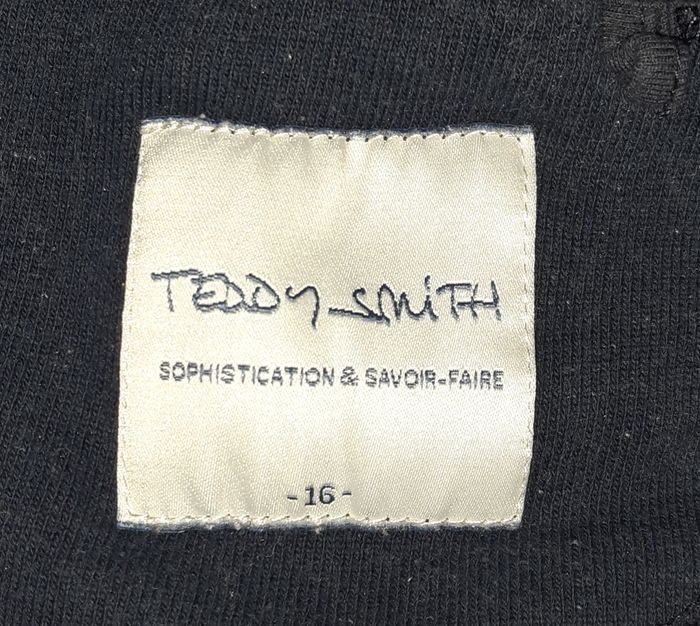 TEDDY SMiTH
SOPHISTICATION & SAVOIR-FAIRE
-16-